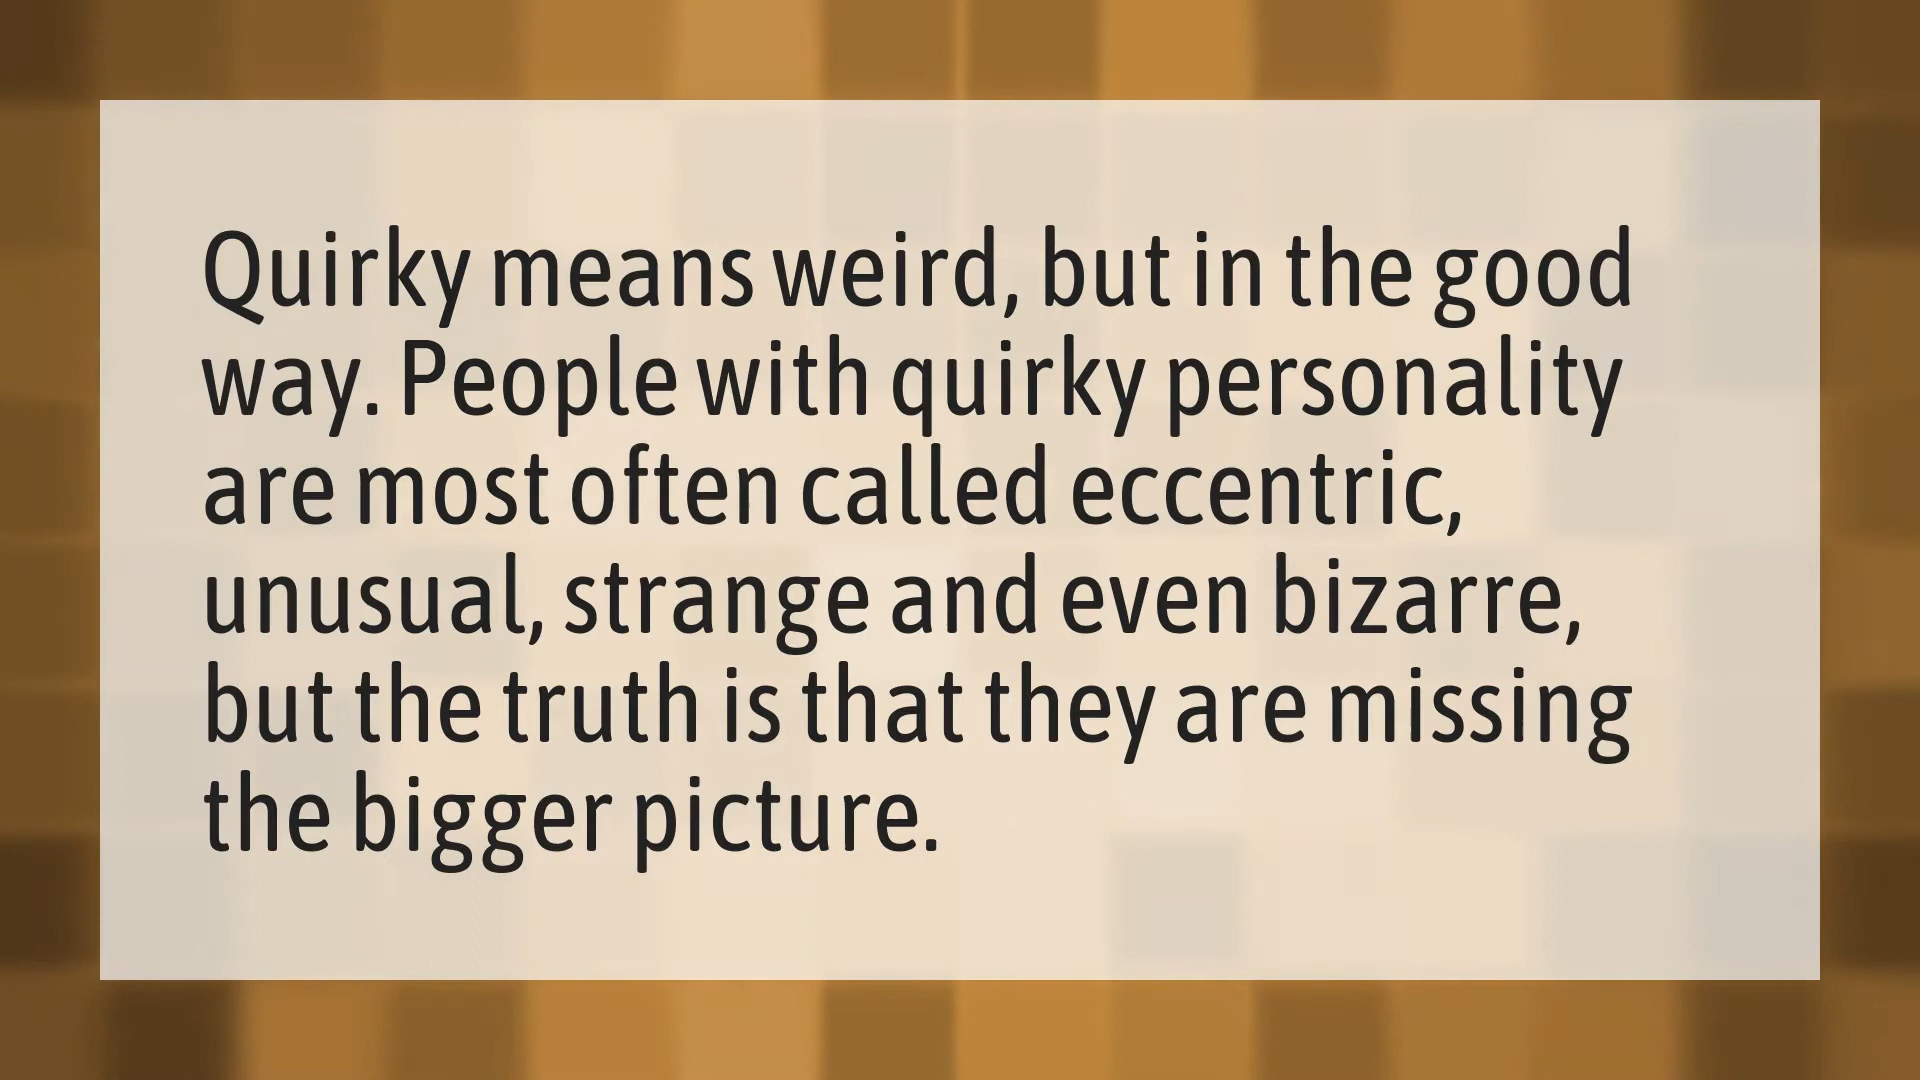 Quirky means weird, but in the good
way. People with quirky personality
are most often called eccentric,
unusual, strange and even bizarre,
but the truth is that they are missing
the bigger picture.